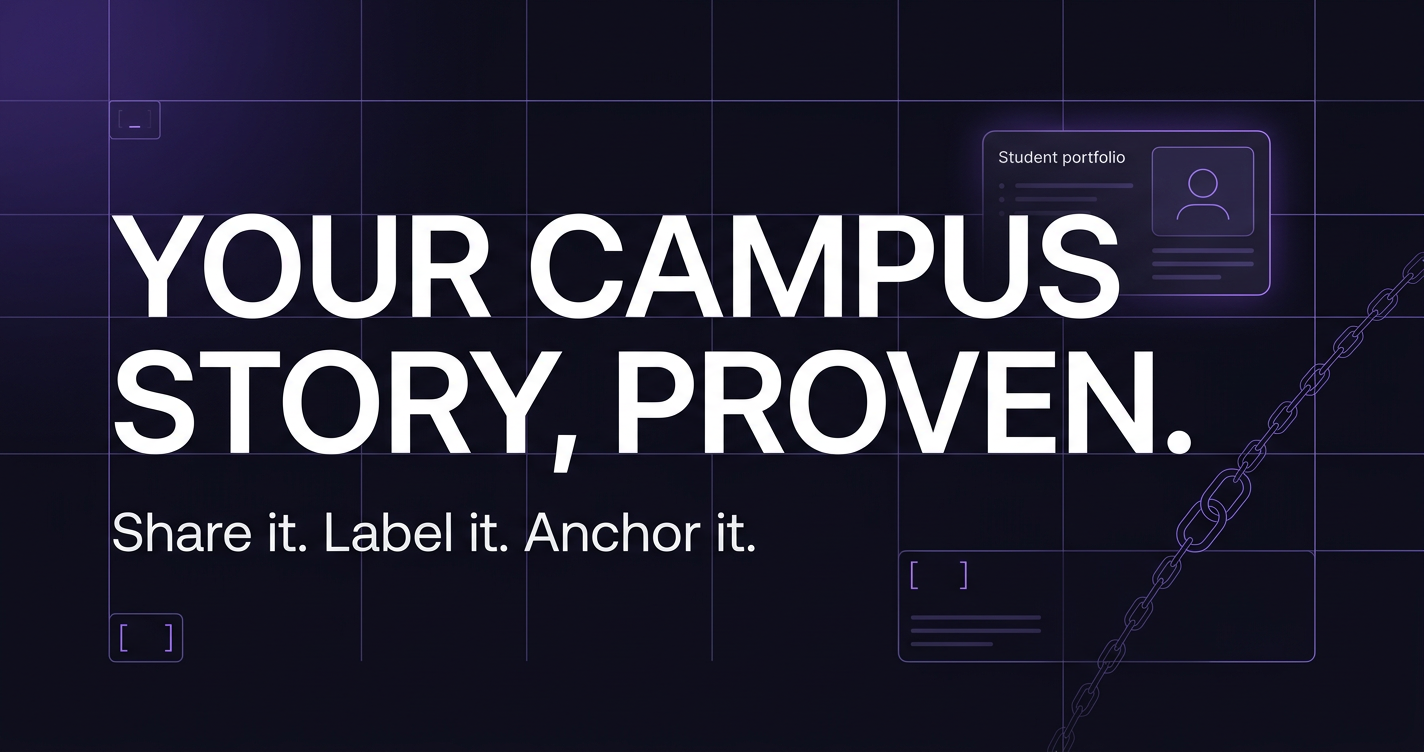 [_]
Student portfolio
YOUR CAMPUS
STORY, PROVEN.
Share it. Label it. Anchor it.
[ ]
[ ]